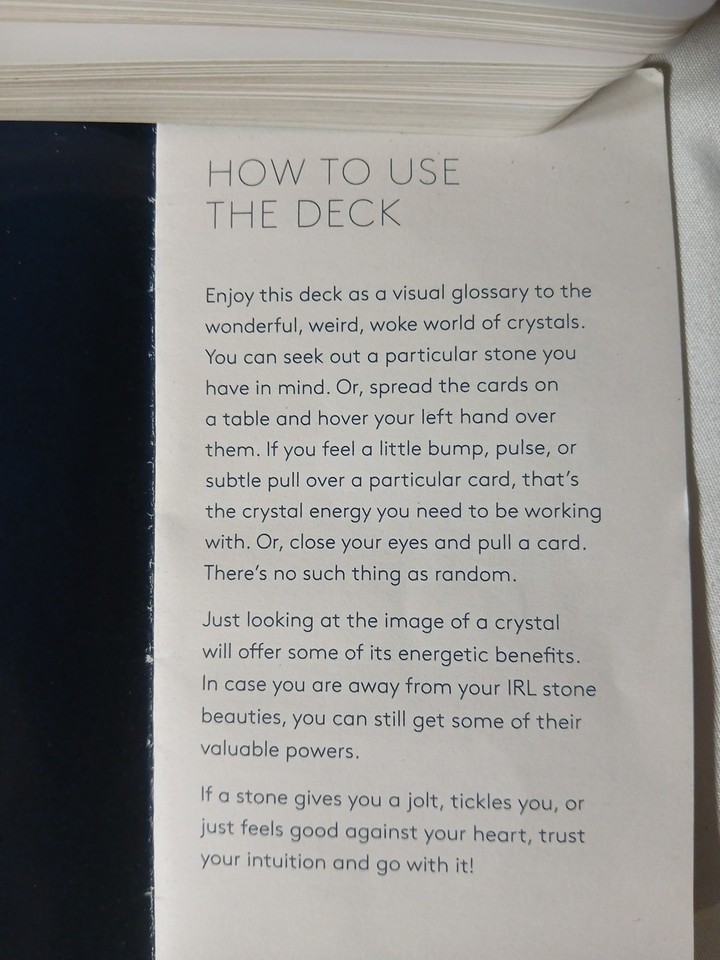 HOW TO USE
THE DECK
Enjoy this deck as a visual glossary to the
wonderful, weird, woke world of crystals.
You can seek out a particular stone you
have in mind. Or, spread the cards on
a table and hover your left hand over
them. If you feel a little bump, pulse, or
subtle pull over a particular card, that's
the crystal energy you need to be working
with. Or, close your eyes and pull a card.
There's no such thing as random.
Just looking at the image of a crystal
will offer some of its energetic benefits.
In case you are away from your IRL stone
beauties, you can still get some of their
valuable powers.
If a stone gives you a jolt, tickles you, or
just feels good against your heart, trust
your intuition and go with it!